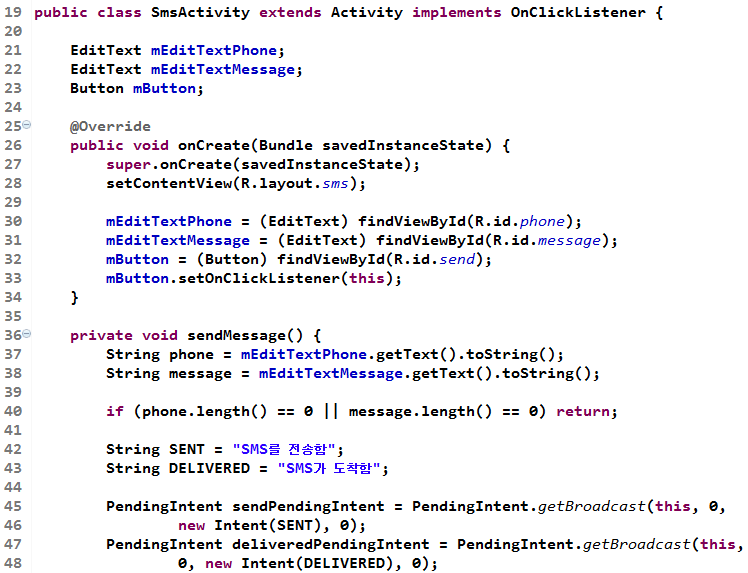 19 public class SmsActivity extends Activity implements OnClickListener {
20
21     EditText mEditTextPhone;
22     EditText mEditTextMessage;
23     Button mButton;
24
25     @Override
26     public void onCreate(Bundle savedInstanceState) {
27         super.onCreate(savedInstanceState);
28         setContentView(R.layout.sms);
29
30         mEditTextPhone = (EditText) findViewById(R.id.phone);
31         mEditTextMessage = (EditText) findViewById(R.id.message);
32         mButton = (Button) findViewById(R.id.send);
33         mButton.setOnClickListener(this);
34     }
35
36     private void sendMessage() {
37         String phone = mEditTextPhone.getText().toString();
38         String message = mEditTextMessage.getText().toString();
39
40         if (phone.length() == 0 || message.length() == 0) return;
41
42         String SENT = "SMS를 전송함";
43         String DELIVERED = "SMS가 도착함";
44
45         PendingIntent sendPendingIntent = PendingIntent.getBroadcast(this, 0,
46                 new Intent(SENT), 0);
47         PendingIntent deliveredPendingIntent = PendingIntent.getBroadcast(this,
48                 0, new Intent(DELIVERED), 0);